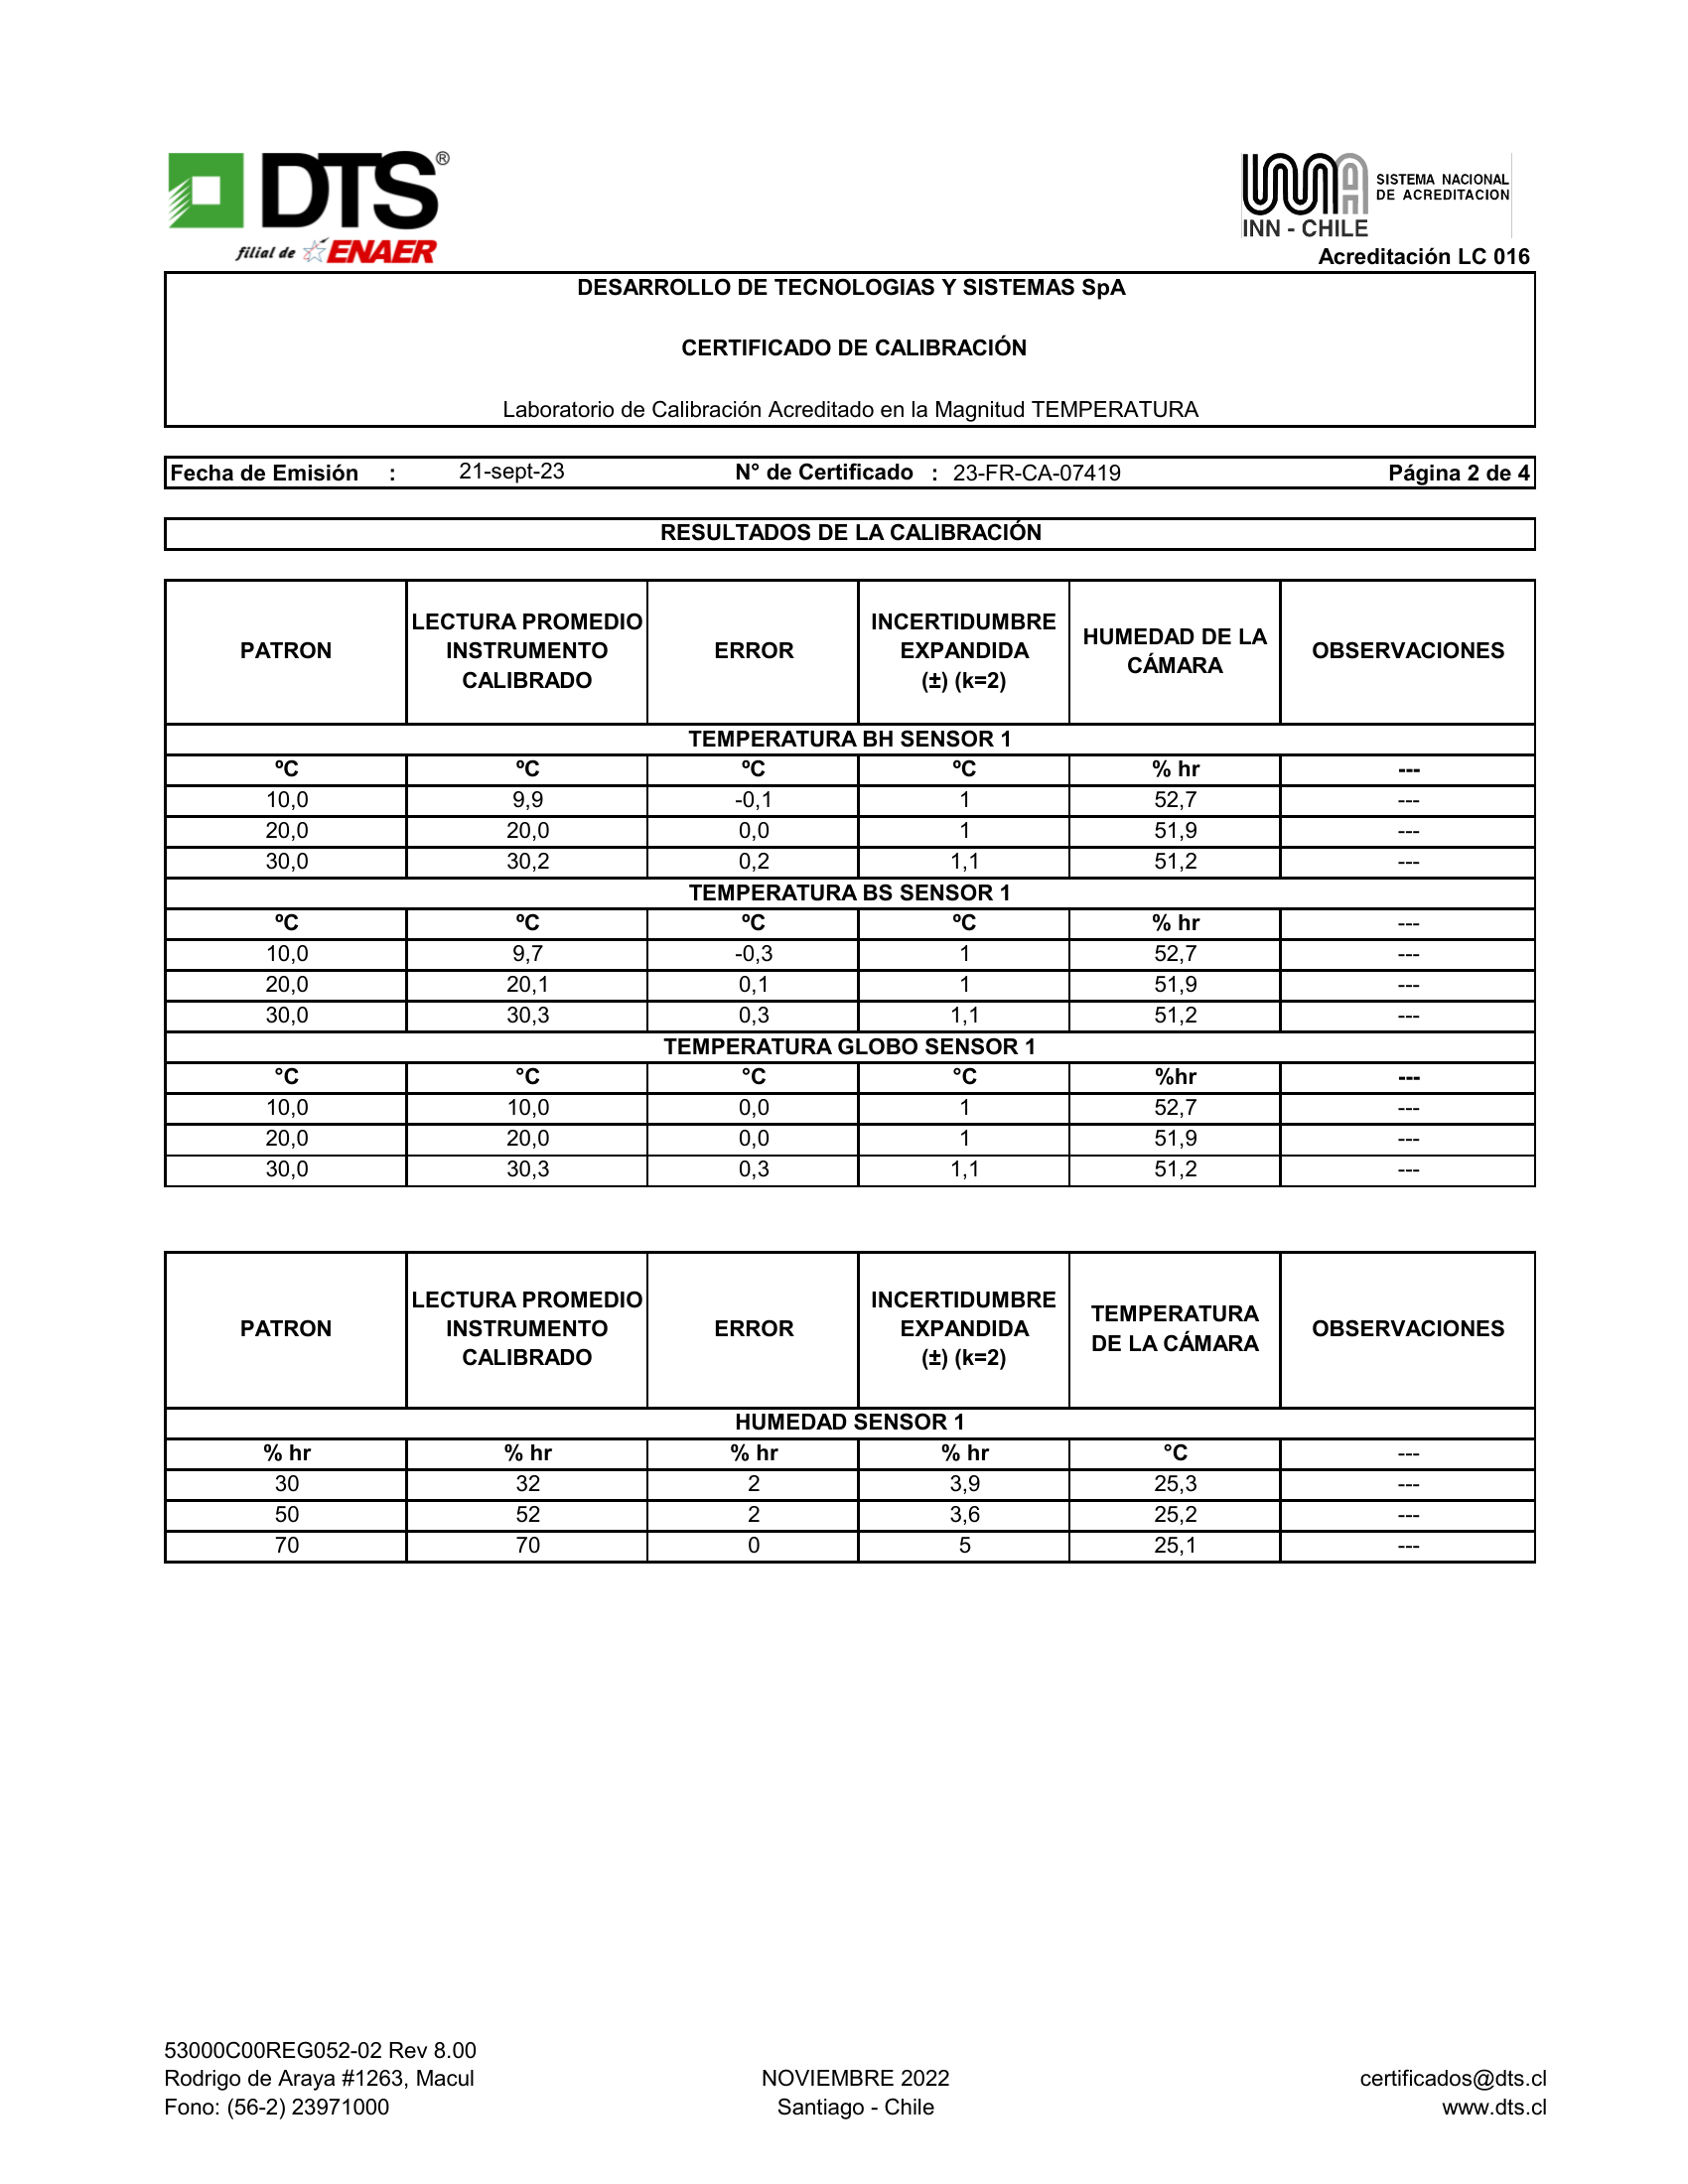 DTS®
filial de ENAER
SISTEMA NACIONAL
DE ACREDITACION
INN - CHILE
Acreditación LC 016
DESARROLLO DE TECNOLOGIAS Y SISTEMAS SpA
CERTIFICADO DE CALIBRACIÓN
Laboratorio de Calibración Acreditado en la Magnitud TEMPERATURA
Fecha de Emisión : 21-sept-23 N° de Certificado : 23-FR-CA-07419 Página 2 de 4
RESULTADOS DE LA CALIBRACIÓN
PATRON
LECTURA PROMEDIO
INSTRUMENTO
CALIBRADO
ERROR
INCERTIDUMBRE
EXPANDIDA
(±) (k=2)
HUMEDAD DE LA
CÁMARA
OBSERVACIONES
TEMPERATURA BH SENSOR 1
ºC ºC ºC ºC % hr ---
10,0 9,9 -0,1 1 52,7 ---
20,0 20,0 0,0 1 51,9 ---
30,0 30,2 0,2 1,1 51,2 ---
TEMPERATURA BS SENSOR 1
ºC ºC ºC ºC % hr ---
10,0 9,7 -0,3 1 52,7 ---
20,0 20,1 0,1 1 51,9 ---
30,0 30,3 0,3 1,1 51,2 ---
TEMPERATURA GLOBO SENSOR 1
°C °C °C °C %hr ---
10,0 10,0 0,0 1 52,7 ---
20,0 20,0 0,0 1 51,9 ---
30,0 30,3 0,3 1,1 51,2 ---
PATRON
LECTURA PROMEDIO
INSTRUMENTO
CALIBRADO
ERROR
INCERTIDUMBRE
EXPANDIDA
(±) (k=2)
TEMPERATURA
DE LA CÁMARA
OBSERVACIONES
HUMEDAD SENSOR 1
% hr % hr % hr % hr °C ---
30 32 2 3,9 25,3 ---
50 52 2 3,6 25,2 ---
70 70 0 5 25,1 ---
53000C00REG052-02 Rev 8.00
Rodrigo de Araya #1263, Macul NOVIEMBRE 2022 certificados@dts.cl
Fono: (56-2) 23971000 Santiago - Chile www.dts.cl